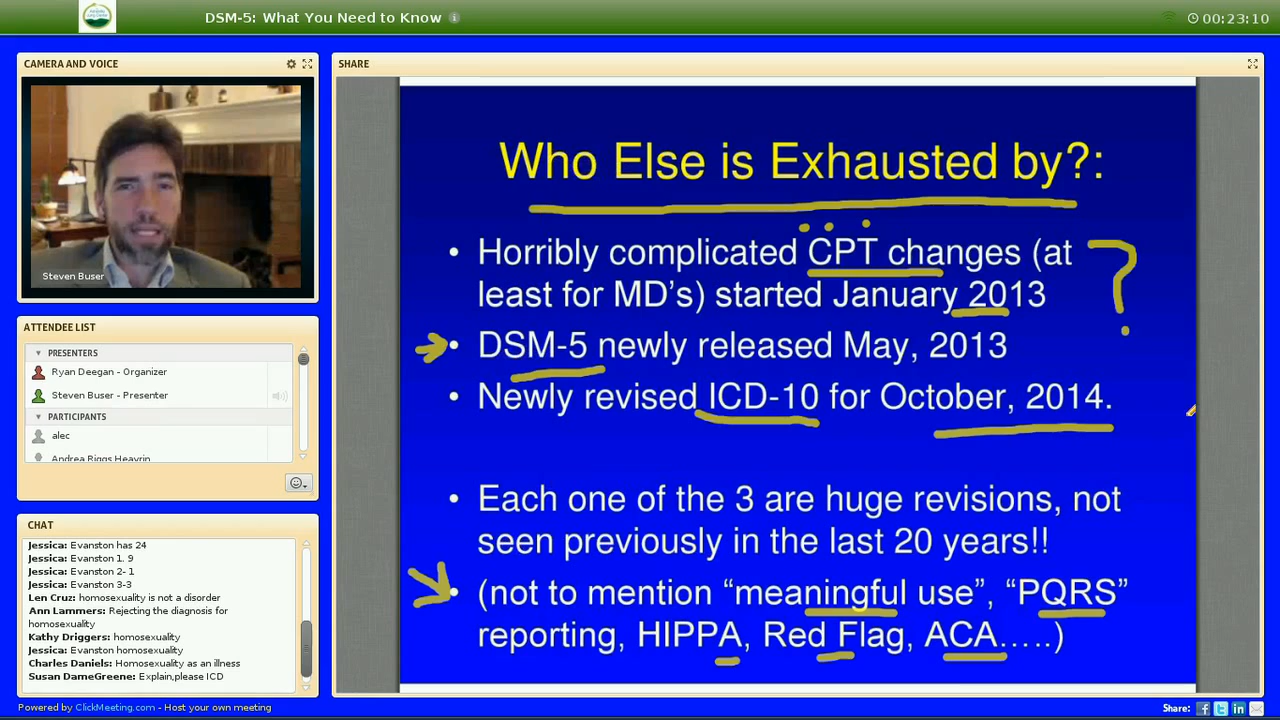 DSM-5: What You Need to Know
00:23:10
CAMERA AND VOICE
Steven Buser
ATTENDEE LIST
PRESENTERS
Ryan Deegan - Organizer
Steven Buser - Presenter
PARTICIPANTS
alec
Andrea Riggs Heavrin
CHAT
Jessica: Evanston has 24
Jessica: Evanston 1. 9
Jessica: Evanston 2- 1
Jessica: Evanston 3-3
Len Cruz: homosexuality is not a disorder
Ann Lammers: Rejecting the diagnosis for
homosexuality
Kathy Driggers: homosexuality
Jessica: Evanston homosexuality
Charles Daniels: Homosexuality as an illness
Susan DameGreene: Explain,please ICD
SHARE
Who Else is Exhausted by?:
• Horribly complicated CPT changes (at
least for MD’s) started January 2013
?
• DSM-5 newly released May, 2013
• Newly revised ICD-10 for October, 2014.
• Each one of the 3 are huge revisions, not
seen previously in the last 20 years!!
• (not to mention “meaningful use”, “PQRS”
reporting, HIPPA, Red Flag, ACA…..)
Powered by ClickMeeting.com - Host your own meeting
Share: